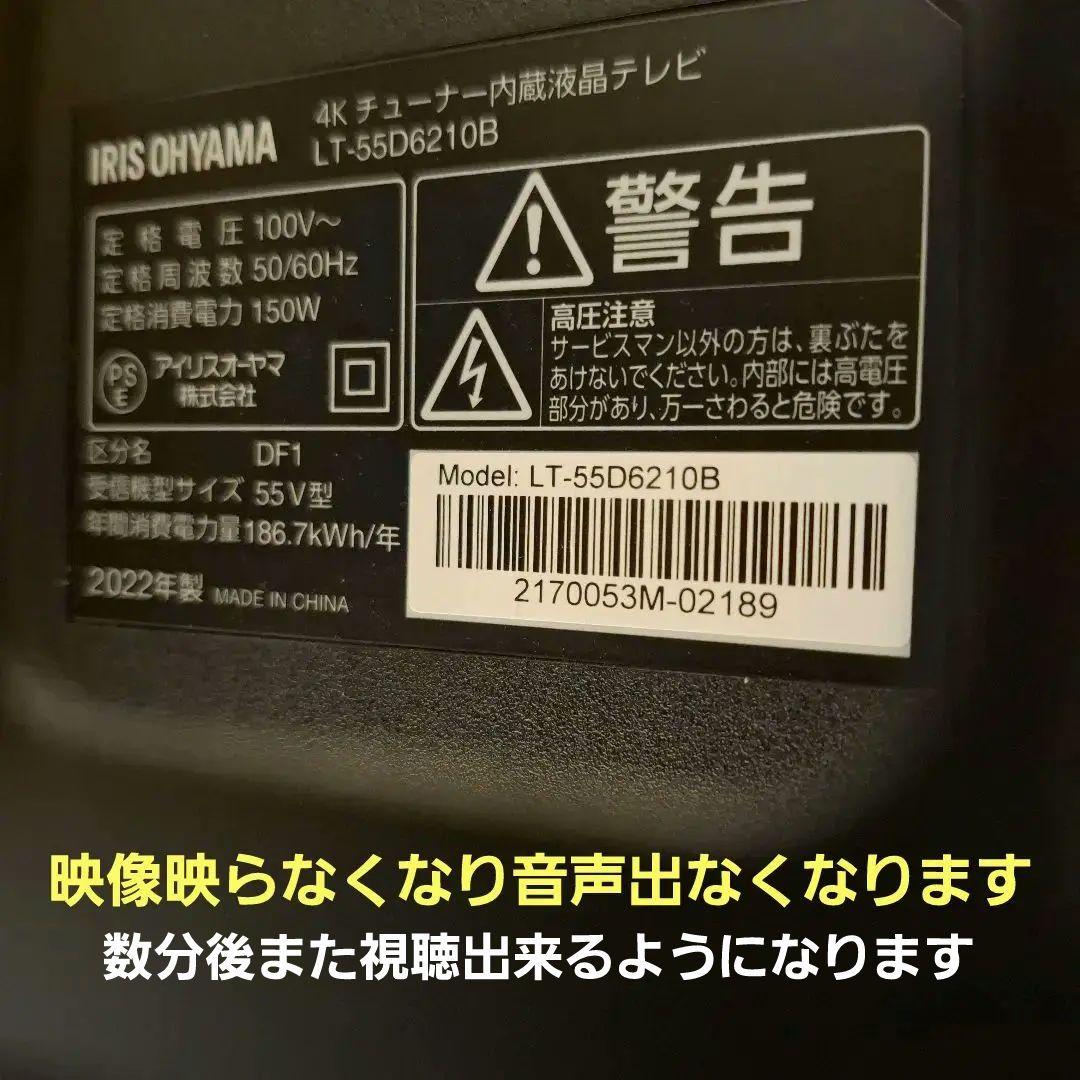 4K チューナー内蔵液晶テレビ
IRIS OHYAMA
LT-55D6210B
定格電圧 100V～
定格周波数 50/60Hz
定格消費電力 150W
PS
E
アイリスオーヤマ
株式会社
警告
高圧注意
サービスマン以外の方は、裏ぶたを
あけないでください。内部には高電圧
部分があり、万一さわると危険です。
区分名 DF1
受信機型サイズ 55V型
年間消費電力量 186.7kWh/年
2022年製 MADE IN CHINA
Model: LT-55D6210B
2170053M-02189
映像映らなくなり音声出なくなります
数分後また視聴出来るようになります